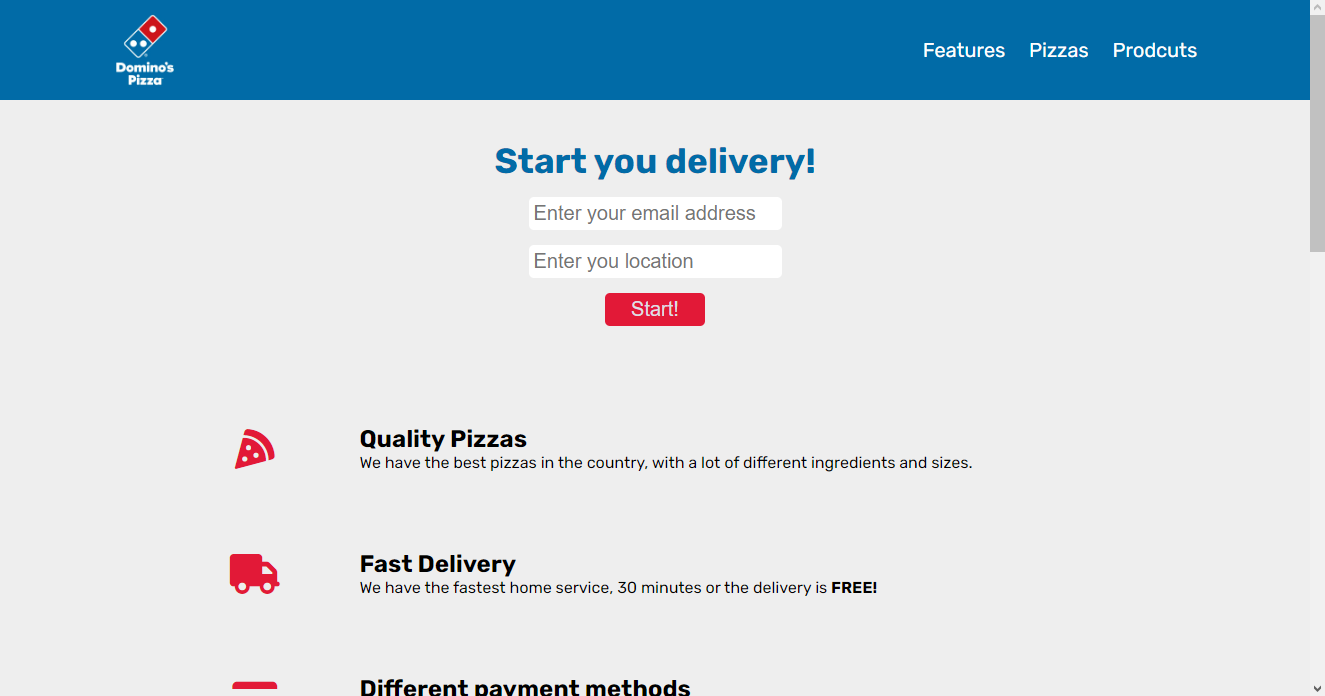 Domino's
Pizza
Features Pizzas Prodcuts
Start you delivery!
Enter your email address
Enter you location
Start!
Quality Pizzas
We have the best pizzas in the country, with a lot of different ingredients and sizes.
Fast Delivery
We have the fastest home service, 30 minutes or the delivery is FREE!
Different payment methods